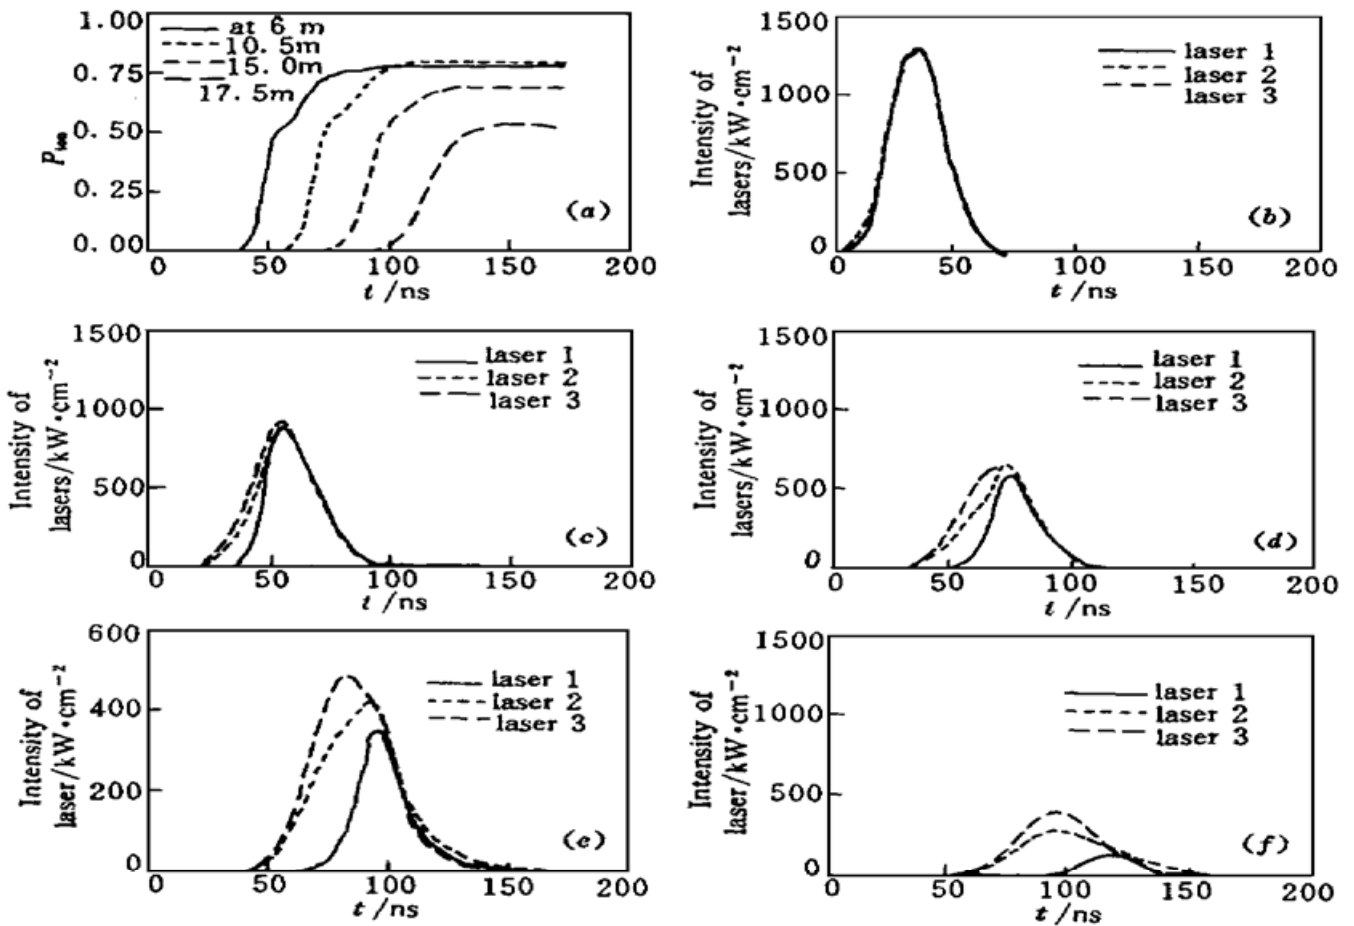 1.00
0.75
0.50
0.25
0.00
P_ion
at 6 m
10.5m
15.0m
17.5m
(a)
0 50 100 150 200
t /ns
1500
1000
500
0
Intensity of
lasers/kW·cm⁻²
laser 1
laser 2
laser 3
(b)
0 50 100 150 200
t /ns
1500
1000
500
0
Intensity of
lasers/kW·cm⁻²
laser 1
laser 2
laser 3
(c)
0 50 100 150 200
t /ns
1500
1000
500
0
Intensity of
lasers/kW·cm⁻²
laser 1
laser 2
laser 3
(d)
0 50 100 150 200
t /ns
600
400
200
0
Intensity of
laser/kW·cm⁻²
laser 1
laser 2
laser 3
(e)
0 50 100 150 200
t /ns
1500
1000
500
0
Intensity of
laser/kW·cm⁻²
laser 1
laser 2
laser 3
(f)
0 50 100 150 200
t /ns